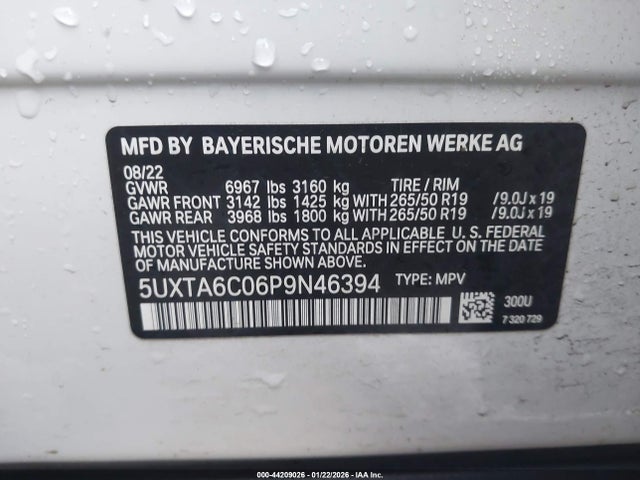 MFD BY BAYERISCHE MOTOREN WERKE AG
08/22
GVWR 6967 lbs 3160 kg TIRE / RIM
GAWR FRONT 3142 lbs 1425 kg WITH 265/50 R19 /9.0J x 19
GAWR REAR 3968 lbs 1800 kg WITH 265/50 R19 /9.0J x 19
THIS VEHICLE CONFORMS TO ALL APPLICABLE U.S. FEDERAL
MOTOR VEHICLE SAFETY STANDARDS IN EFFECT ON THE
DATE OF MANUFACTURE SHOWN ABOVE.
5UXTA6C06P9N46394 TYPE: MPV
300U
7 320 729
000-44209026 - 01/22/2026 - IAA Inc.